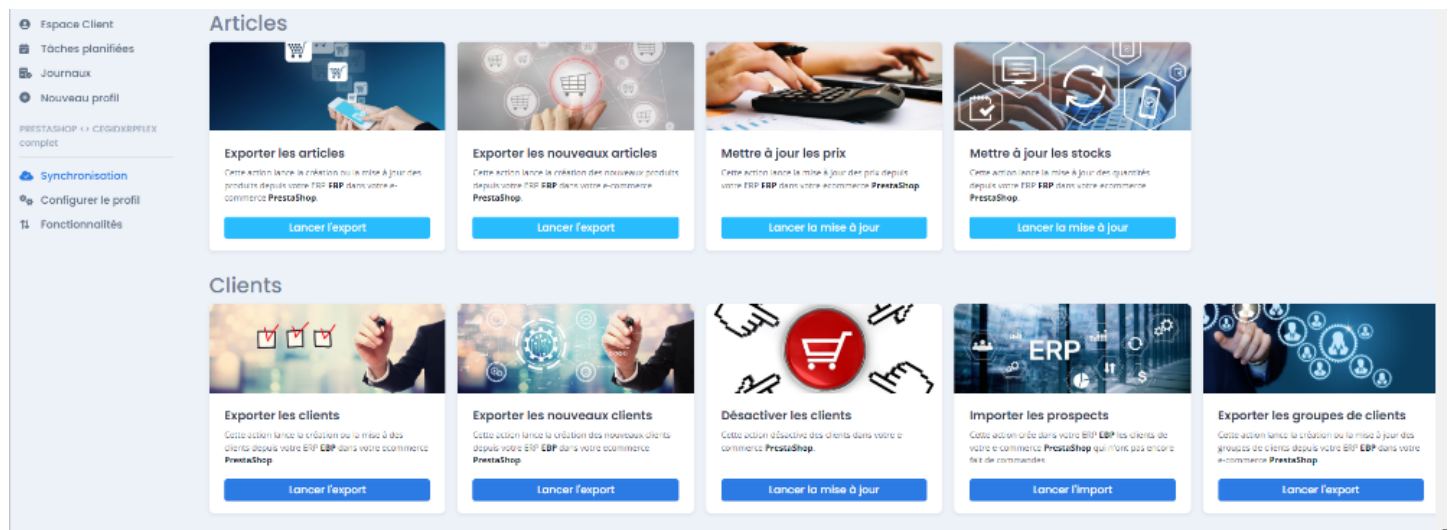 Espace Client
Tâches planifiées
Journaux
Nouveau profil
PRESTASHOP <> CEGIDXRPFLEX
complet
Synchronisation
Configurer le profil
Fonctionnalités
Articles
Exporter les articles
Cette action lance la création ou la mise à jour des
produits depuis votre ERP EBP dans votre e-
commerce PrestaShop.
Lancer l'export
Exporter les nouveaux articles
Cette action lance la création des nouveaux produits
depuis votre ERP EBP dans votre e-commerce
PrestaShop.
Lancer l'export
Mettre à jour les prix
Cette action lance la mise à jour des prix depuis
votre ERP EBP dans votre ecommerce PrestaShop.
Lancer la mise à jour
Mettre à jour les stocks
Cette action lance la mise à jour des quantités
depuis votre ERP EBP dans votre ecommerce
PrestaShop.
Lancer la mise à jour
Clients
Exporter les clients
Cette action lance la création ou la mise à des
clients depuis votre ERP EBP dans votre ecommerce
PrestaShop
Lancer l'export
Exporter les nouveaux clients
Cette action lance la création des nouveaux clients
depuis votre ERP EBP dans votre ecommerce
PrestaShop
Lancer l'export
Désactiver les clients
Cette action désactive des clients dans votre e-
commerce PrestaShop.
Lancer la mise à jour
ERP
Importer les prospects
Cette action crée dans votre ERP EBP les clients de
votre e-commerce PrestaShop qui n'ont pas encore
fait de commandes
Lancer l'import
Exporter les groupes de clients
Cette action lance la création ou la mise à jour des
groupes de clients depuis votre ERP EBP dans votre
e-commerce PrestaShop.
Lancer l'export